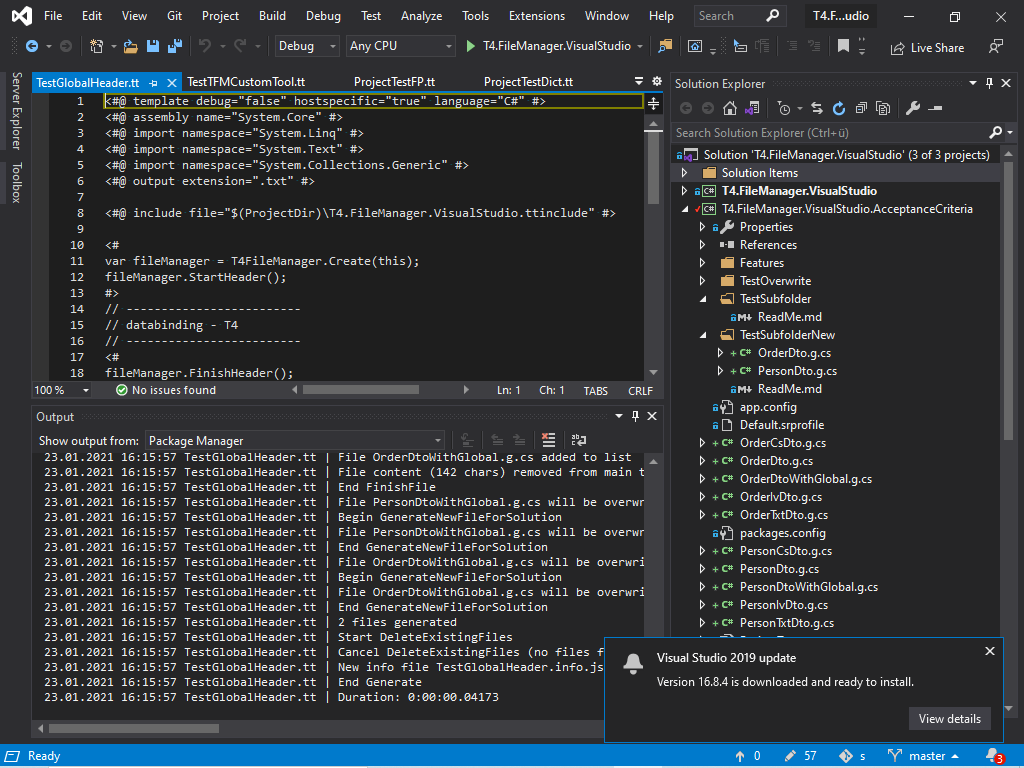 File Edit View Git Project Build Debug Test Analyze Tools Extensions Window Help Search T4.F...udio
Debug Any CPU T4.FileManager.VisualStudio Live Share
Server Explorer
Toolbox
TestGlobalHeader.tt TestTFMCustomTool.tt ProjectTestFP.tt ProjectTestDict.tt
1 <#@ template debug="false" hostspecific="true" language="C#" #>
2 <#@ assembly name="System.Core" #>
3 <#@ import namespace="System.Linq" #>
4 <#@ import namespace="System.Text" #>
5 <#@ import namespace="System.Collections.Generic" #>
6 <#@ output extension=".txt" #>
7
8 <#@ include file="$(ProjectDir)\T4.FileManager.VisualStudio.ttinclude" #>
9
10 <#
11 var fileManager = T4FileManager.Create(this);
12 fileManager.StartHeader();
13 #>
14 // -------------------------
15 // databinding - T4
16 // -------------------------
17 <#
18 fileManager.FinishHeader();
100 % No issues found Ln: 1 Ch: 1 TABS CRLF
Output
Show output from: Package Manager
23.01.2021 16:15:57 TestGlobalHeader.tt | File OrderDtoWithGlobal.g.cs added to list
23.01.2021 16:15:57 TestGlobalHeader.tt | File content (142 chars) removed from main t
23.01.2021 16:15:57 TestGlobalHeader.tt | End FinishFile
23.01.2021 16:15:57 TestGlobalHeader.tt | File PersonDtoWithGlobal.g.cs will be overwr
23.01.2021 16:15:57 TestGlobalHeader.tt | Begin GenerateNewFileForSolution
23.01.2021 16:15:57 TestGlobalHeader.tt | File PersonDtoWithGlobal.g.cs will be overwr
23.01.2021 16:15:57 TestGlobalHeader.tt | End GenerateNewFileForSolution
23.01.2021 16:15:57 TestGlobalHeader.tt | File OrderDtoWithGlobal.g.cs will be overwri
23.01.2021 16:15:57 TestGlobalHeader.tt | Begin GenerateNewFileForSolution
23.01.2021 16:15:57 TestGlobalHeader.tt | File OrderDtoWithGlobal.g.cs will be overwri
23.01.2021 16:15:57 TestGlobalHeader.tt | End GenerateNewFileForSolution
23.01.2021 16:15:57 TestGlobalHeader.tt | 2 files generated
23.01.2021 16:15:57 TestGlobalHeader.tt | Start DeleteExistingFiles
23.01.2021 16:15:57 TestGlobalHeader.tt | Cancel DeleteExistingFiles (no files f
23.01.2021 16:15:57 TestGlobalHeader.tt | New info file TestGlobalHeader.info.js
23.01.2021 16:15:57 TestGlobalHeader.tt | End Generate
23.01.2021 16:15:57 TestGlobalHeader.tt | Duration: 0:00:00.04173
Solution Explorer
Search Solution Explorer (Ctrl+ü)
Solution 'T4.FileManager.VisualStudio' (3 of 3 projects)
Solution Items
C# T4.FileManager.VisualStudio
C# T4.FileManager.VisualStudio.AcceptanceCriteria
Properties
References
Features
TestOverwrite
TestSubfolder
M↓ ReadMe.md
TestSubfolderNew
+ C# OrderDto.g.cs
+ C# PersonDto.g.cs
M↓ ReadMe.md
app.config
Default.srprofile
+ C# OrderCsDto.g.cs
+ C# OrderDto.g.cs
+ C# OrderDtoWithGlobal.g.cs
+ C# OrderIvDto.g.cs
+ C# OrderTxtDto.g.cs
packages.config
+ C# PersonCsDto.g.cs
+ C# PersonDto.g.cs
+ C# PersonDtoWithGlobal.g.cs
+ C# PersonIvDto.g.cs
+ C# PersonTxtDto.g.cs
Visual Studio 2019 update
Version 16.8.4 is downloaded and ready to install.
View details
Ready 0 57 s master 3